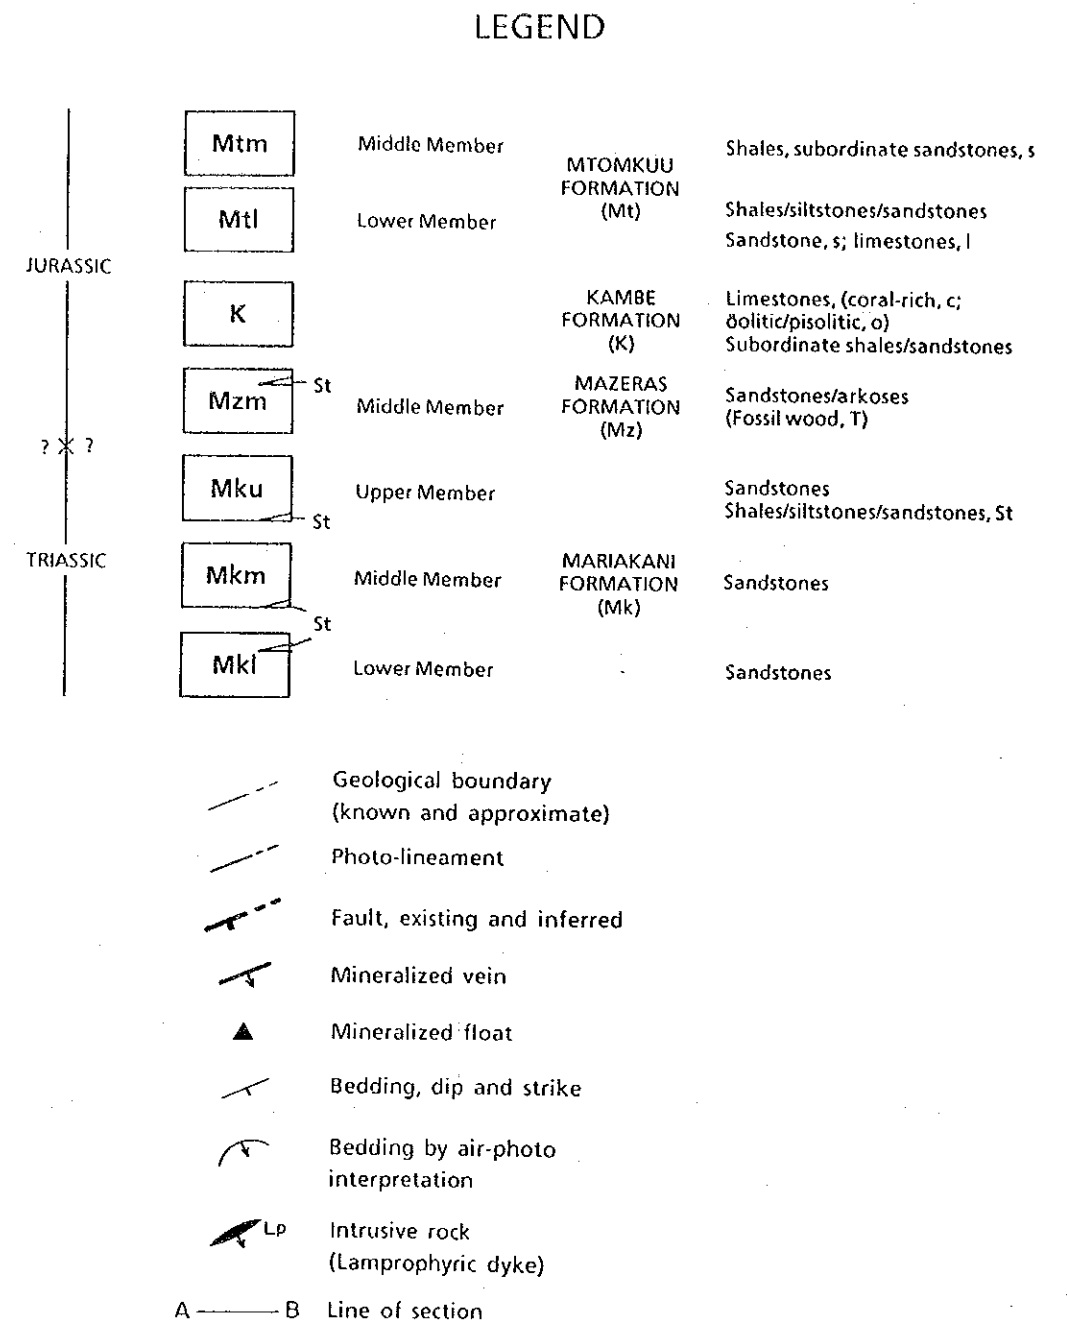 LEGEND
Mtm
Middle Member
MTOMKUU
FORMATION
(Mt)
Shales, subordinate sandstones, s
Mtl
Lower Member
Shales/siltstones/sandstones
Sandstone, s; limestones, l
JURASSIC
K
KAMBE
FORMATION
(K)
Limestones, (coral-rich, c;
oolitic/pisolitic, o)
Subordinate shales/sandstones
Mzm
St
Middle Member
MAZERAS
FORMATION
(Mz)
Sandstones/arkoses
(Fossil wood, T)
? ?
Mku
St
Upper Member
Sandstones
Shales/siltstones/sandstones, St
TRIASSIC
Mkm
Middle Member
MARIAKANI
FORMATION
(Mk)
Sandstones
St
Mkl
Lower Member
Sandstones
Geological boundary
(known and approximate)
Photo-lineament
Fault, existing and inferred
Mineralized vein
Mineralized float
Bedding, dip and strike
Bedding by air-photo
interpretation
Lp
Intrusive rock
(Lamprophyric dyke)
A B Line of section